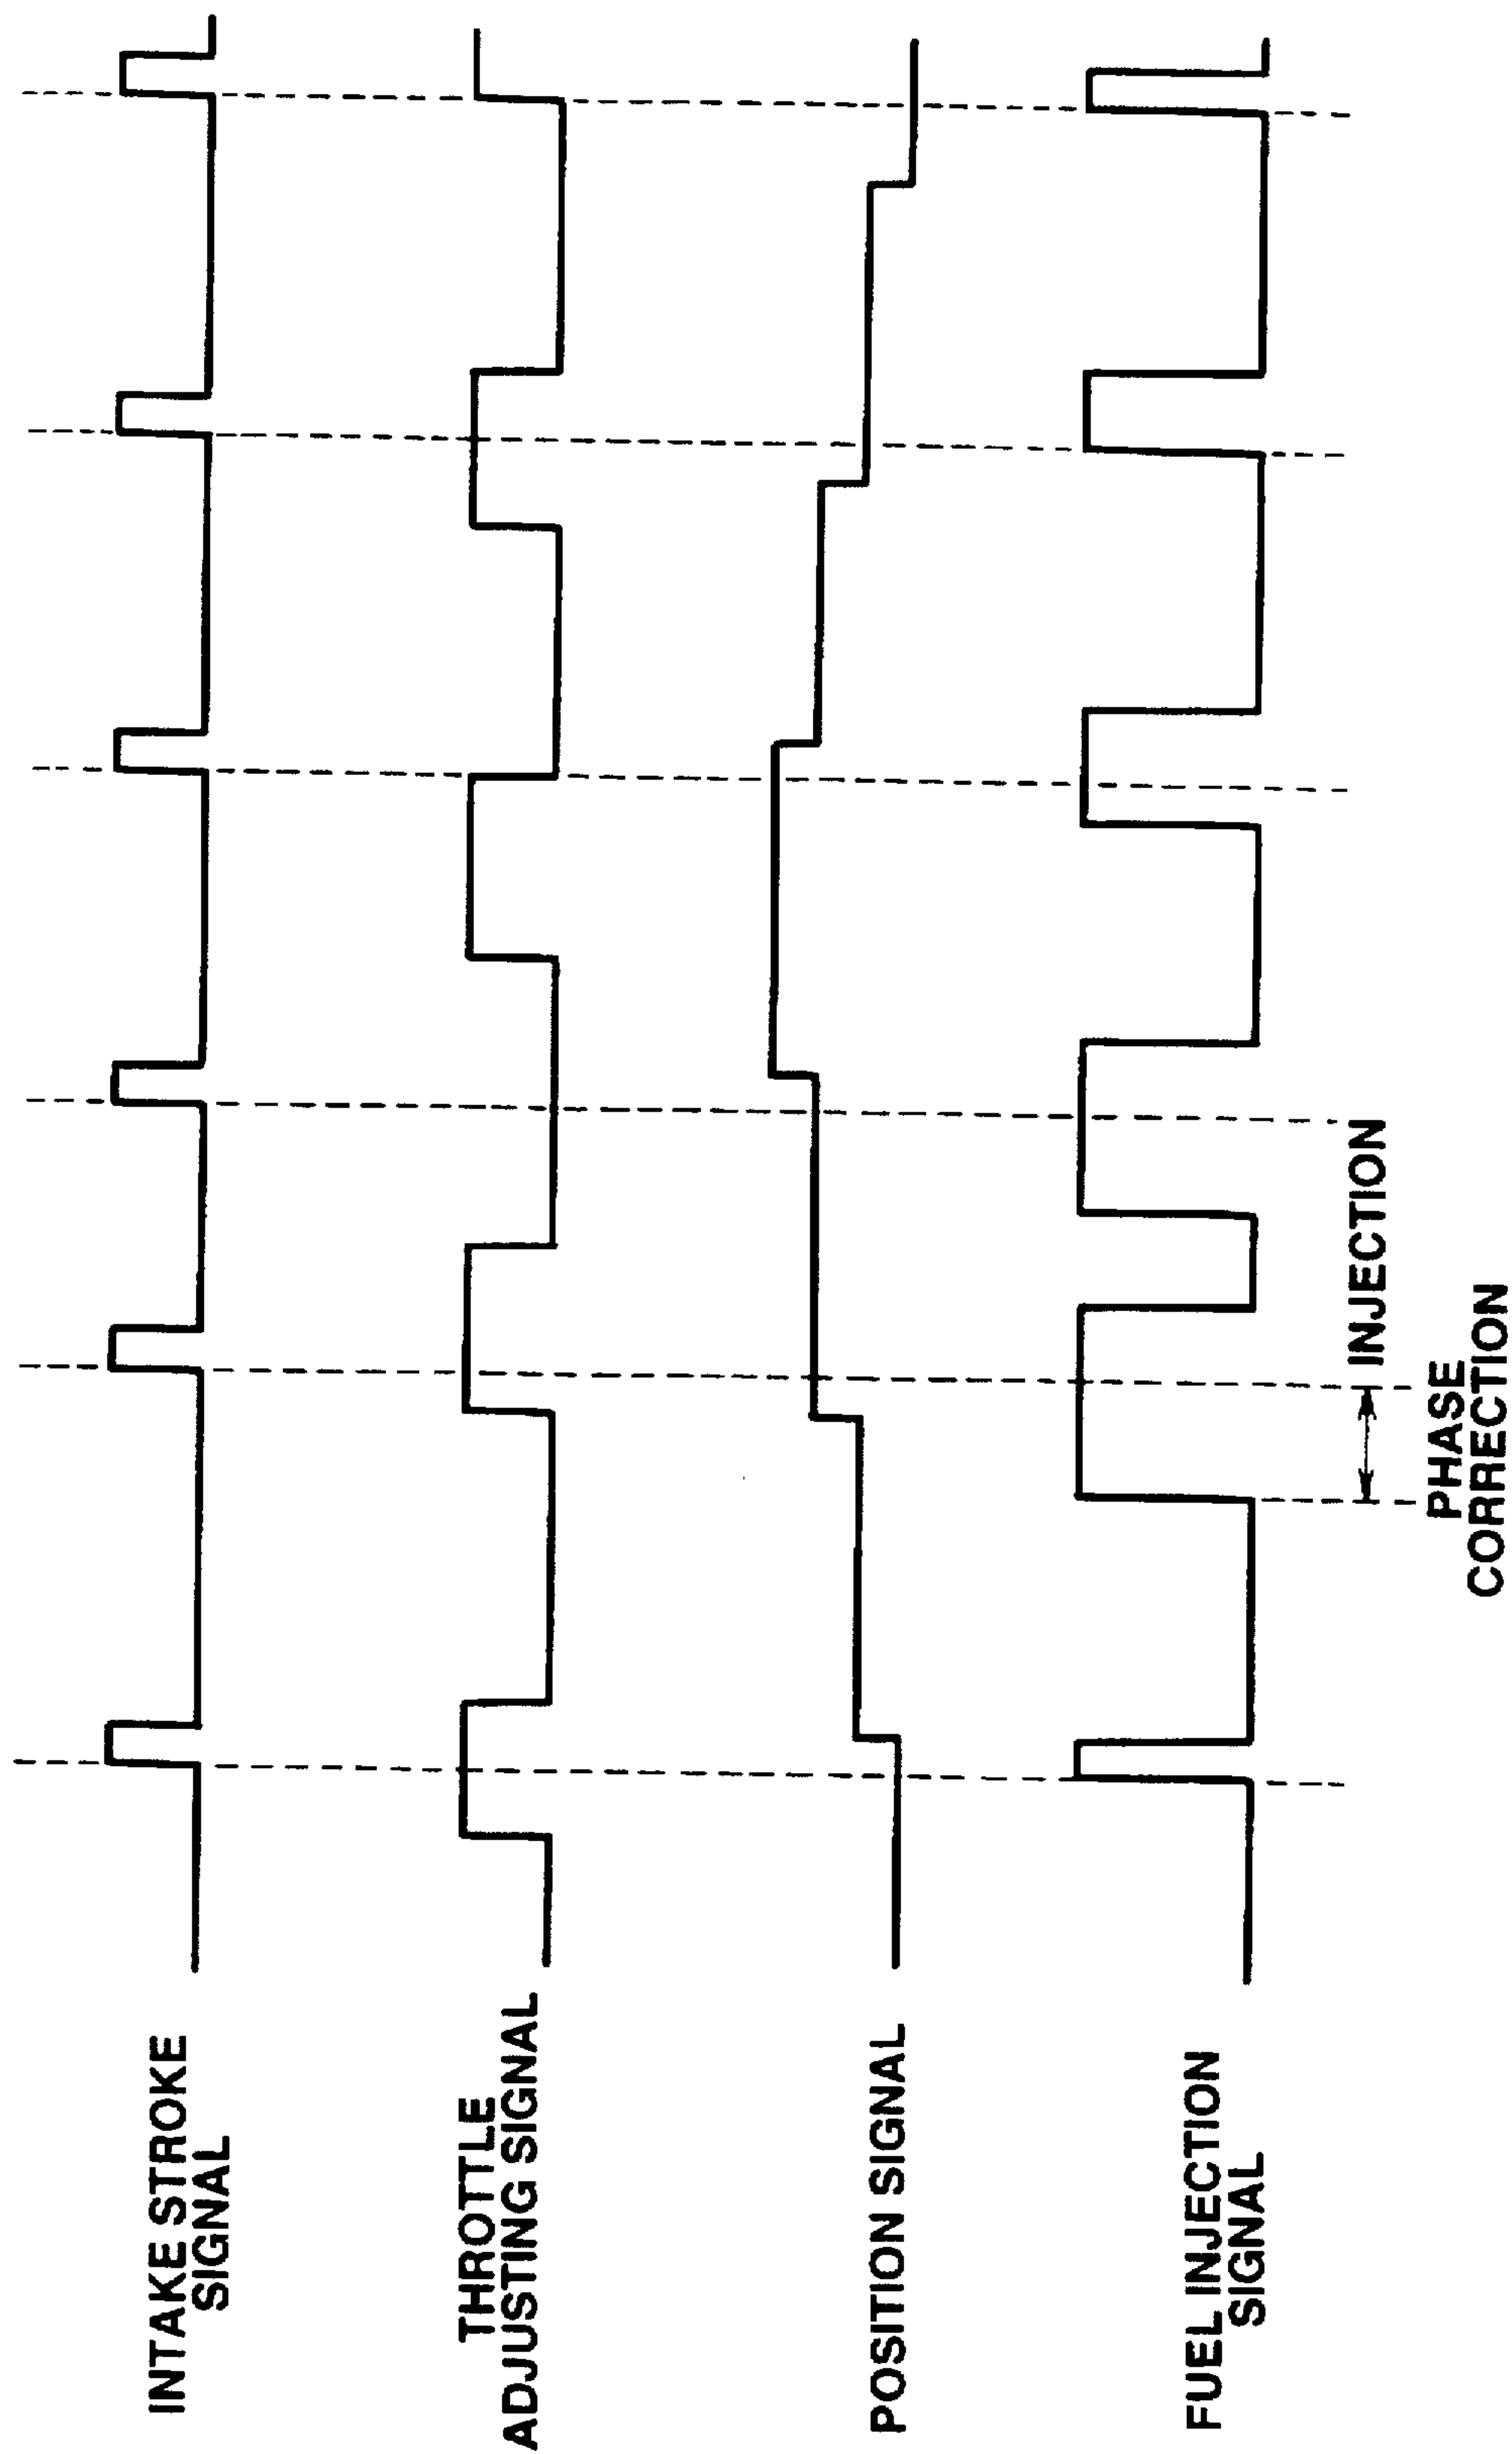 INTAKE STROKE
SIGNAL
THROTTLE
ADJUSTING SIGNAL
POSITION SIGNAL
FUEL INJECTION
SIGNAL
INJECTION
PHASE
CORRECTION